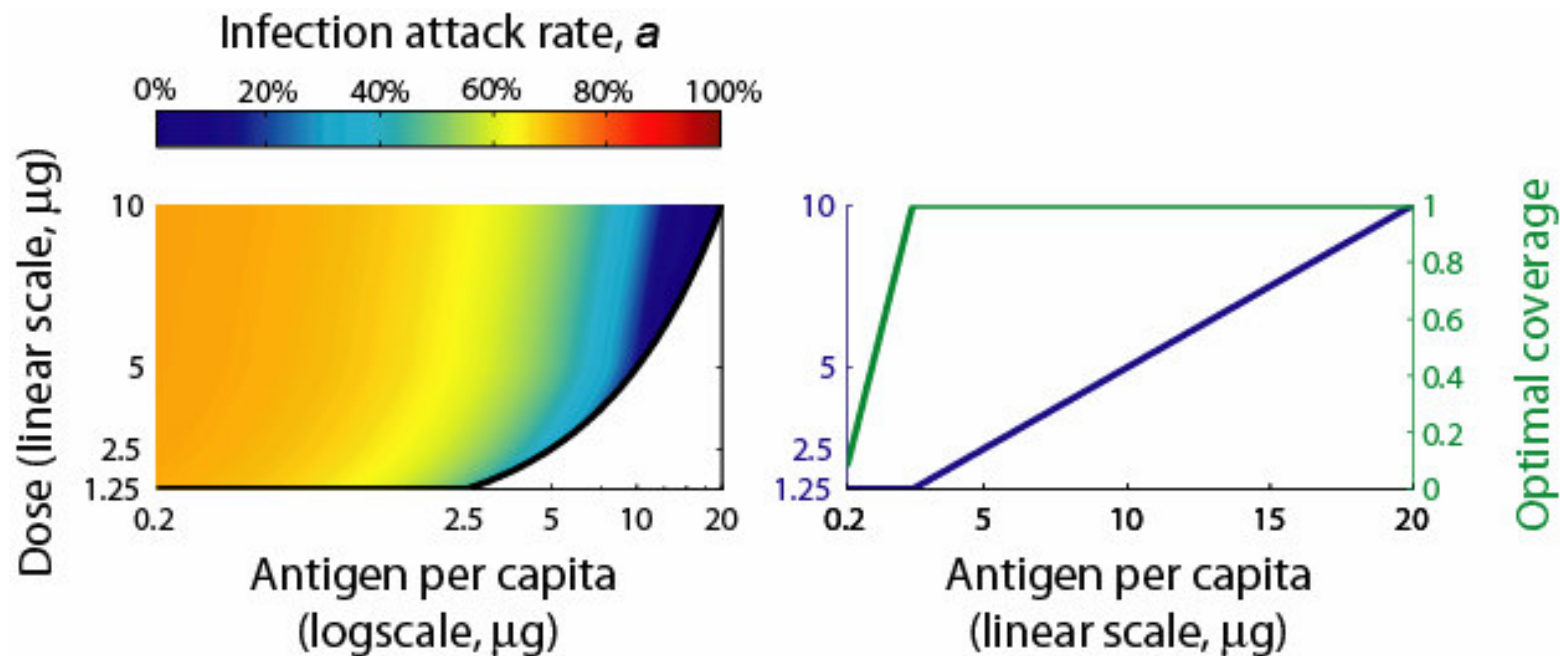 Infection attack rate, a
0% 20% 40% 60% 80% 100%
Dose (linear scale, µg)
10
5
2.5
1.25
0.2 2.5 5 10 20
Antigen per capita
(logscale, µg)
10
5
2.5
1.25
0.2 5 10 15 20
Antigen per capita
(linear scale, µg)
1
0.8
0.6
0.4
0.2
0
Optimal coverage